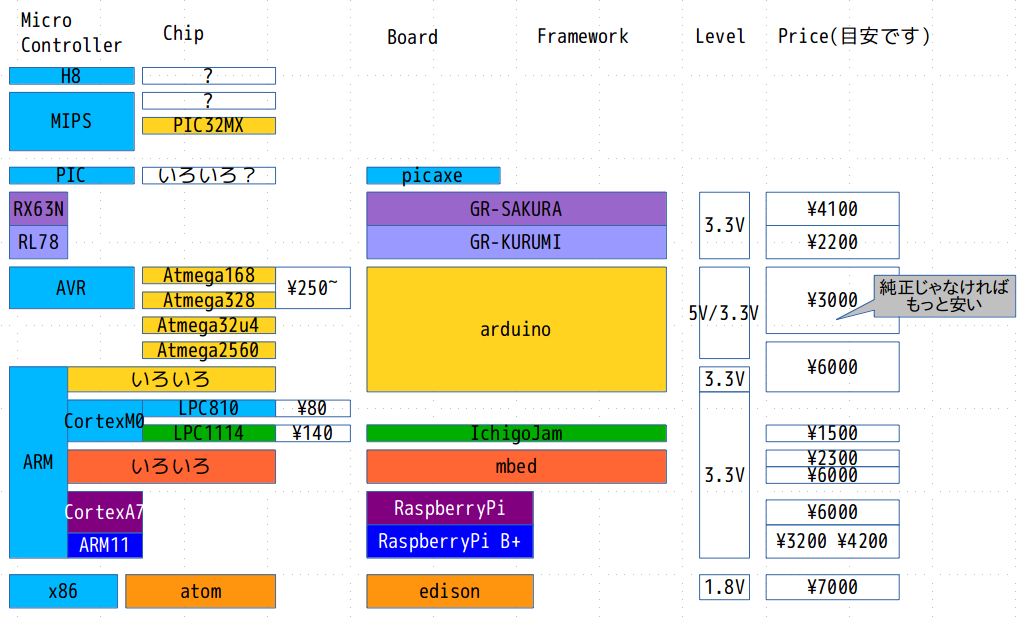 Micro
Controller
Chip
Board
Framework
Level
Price(目安です)
H8
?
MIPS
?
PIC32MX
PIC
いろいろ？
picaxe
RX63N
GR-SAKURA
3.3V
¥4100
RL78
GR-KURUMI
¥2200
AVR
Atmega168
Atmega328
¥250~
Atmega32u4
Atmega2560
arduino
5V/3.3V
¥3000
純正じゃなければ
もっと安い
¥6000
ARM
いろいろ
3.3V
CortexM0
LPC810
¥80
LPC1114
¥140
IchigoJam
¥1500
いろいろ
mbed
3.3V
¥2300
¥6000
CortexA7
RaspberryPi
¥6000
ARM11
RaspberryPi B+
¥3200 ¥4200
x86
atom
edison
1.8V
¥7000